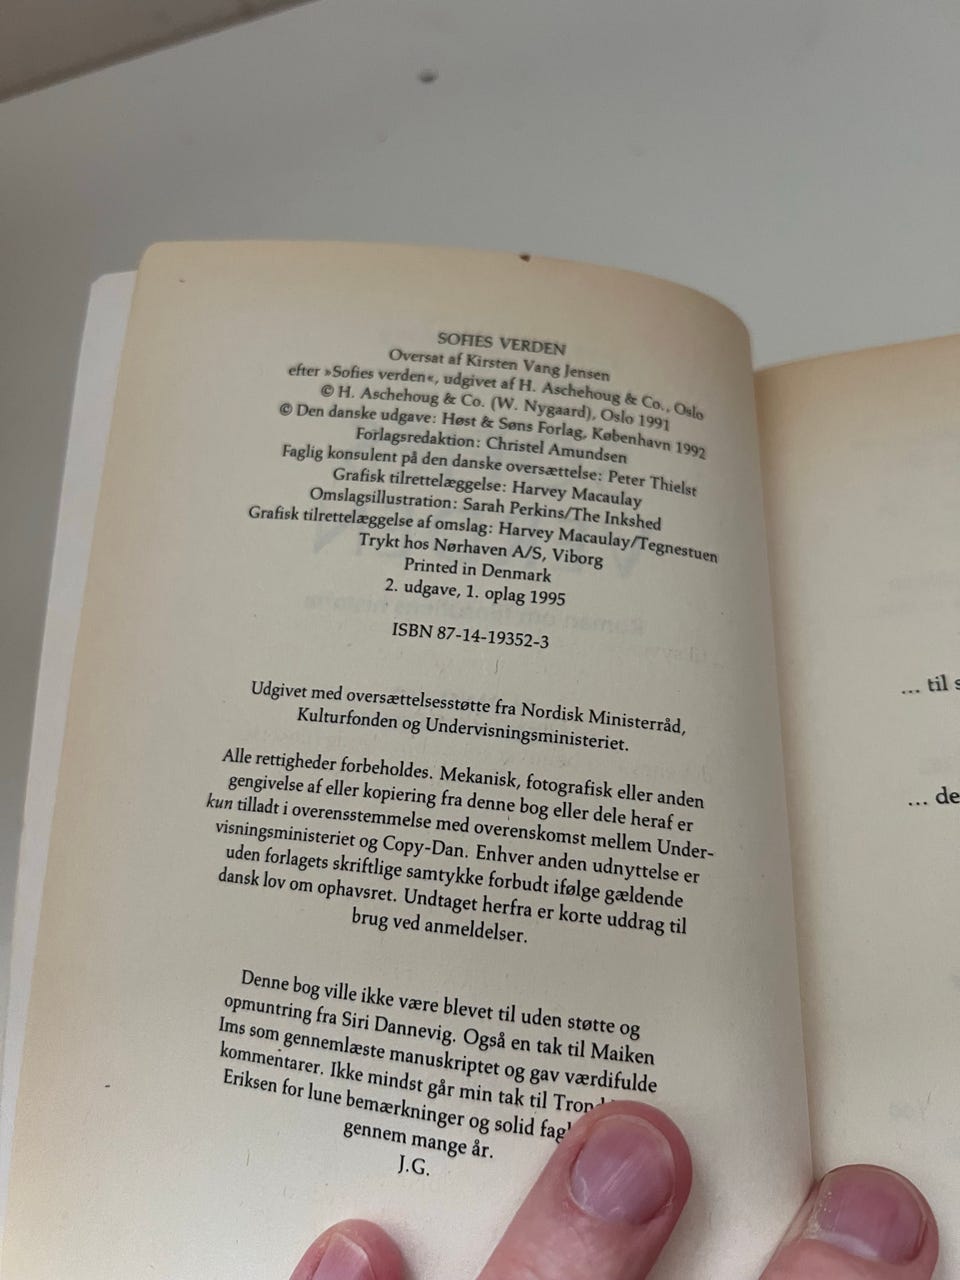 SOFIES VERDEN
Oversat af Kirsten Vang Jensen
efter »Sofies verden«, udgivet af H. Aschehoug & Co., Oslo
© H. Aschehoug & Co. (W. Nygaard), Oslo 1991
© Den danske udgave: Høst & Søns Forlag, København 1992
Forlagsredaktion: Christel Amundsen
Faglig konsulent på den danske oversættelse: Peter Thielst
Grafisk tilrettelæggelse: Harvey Macaulay
Omslagsillustration: Sarah Perkins/The Inkshed
Grafisk tilrettelæggelse af omslag: Harvey Macaulay/Tegnestuen
Trykt hos Nørhaven A/S, Viborg
Printed in Denmark
2. udgave, 1. oplag 1995
ISBN 87-14-19352-3
Udgivet med oversættelsesstøtte fra Nordisk Ministerråd,
Kulturfonden og Undervisningsministeriet.
Alle rettigheder forbeholdes. Mekanisk, fotografisk eller anden
gengivelse af eller kopiering fra denne bog eller dele heraf er
kun tilladt i overensstemmelse med overenskomst mellem Under-
visningsministeriet og Copy-Dan. Enhver anden udnyttelse er
uden forlagets skriftlige samtykke forbudt ifølge gældende
dansk lov om ophavsret. Undtaget herfra er korte uddrag til
brug ved anmeldelser.
Denne bog ville ikke være blevet til uden støtte og
opmuntring fra Siri Dannevig. Også en tak til Maiken
Ims som gennemlæste manuskriptet og gav værdifulde
kommentarer. Ikke mindst går min tak til Trond
Eriksen for lune bemærkninger og solid
gennem mange år.
J.G.
... til
... de